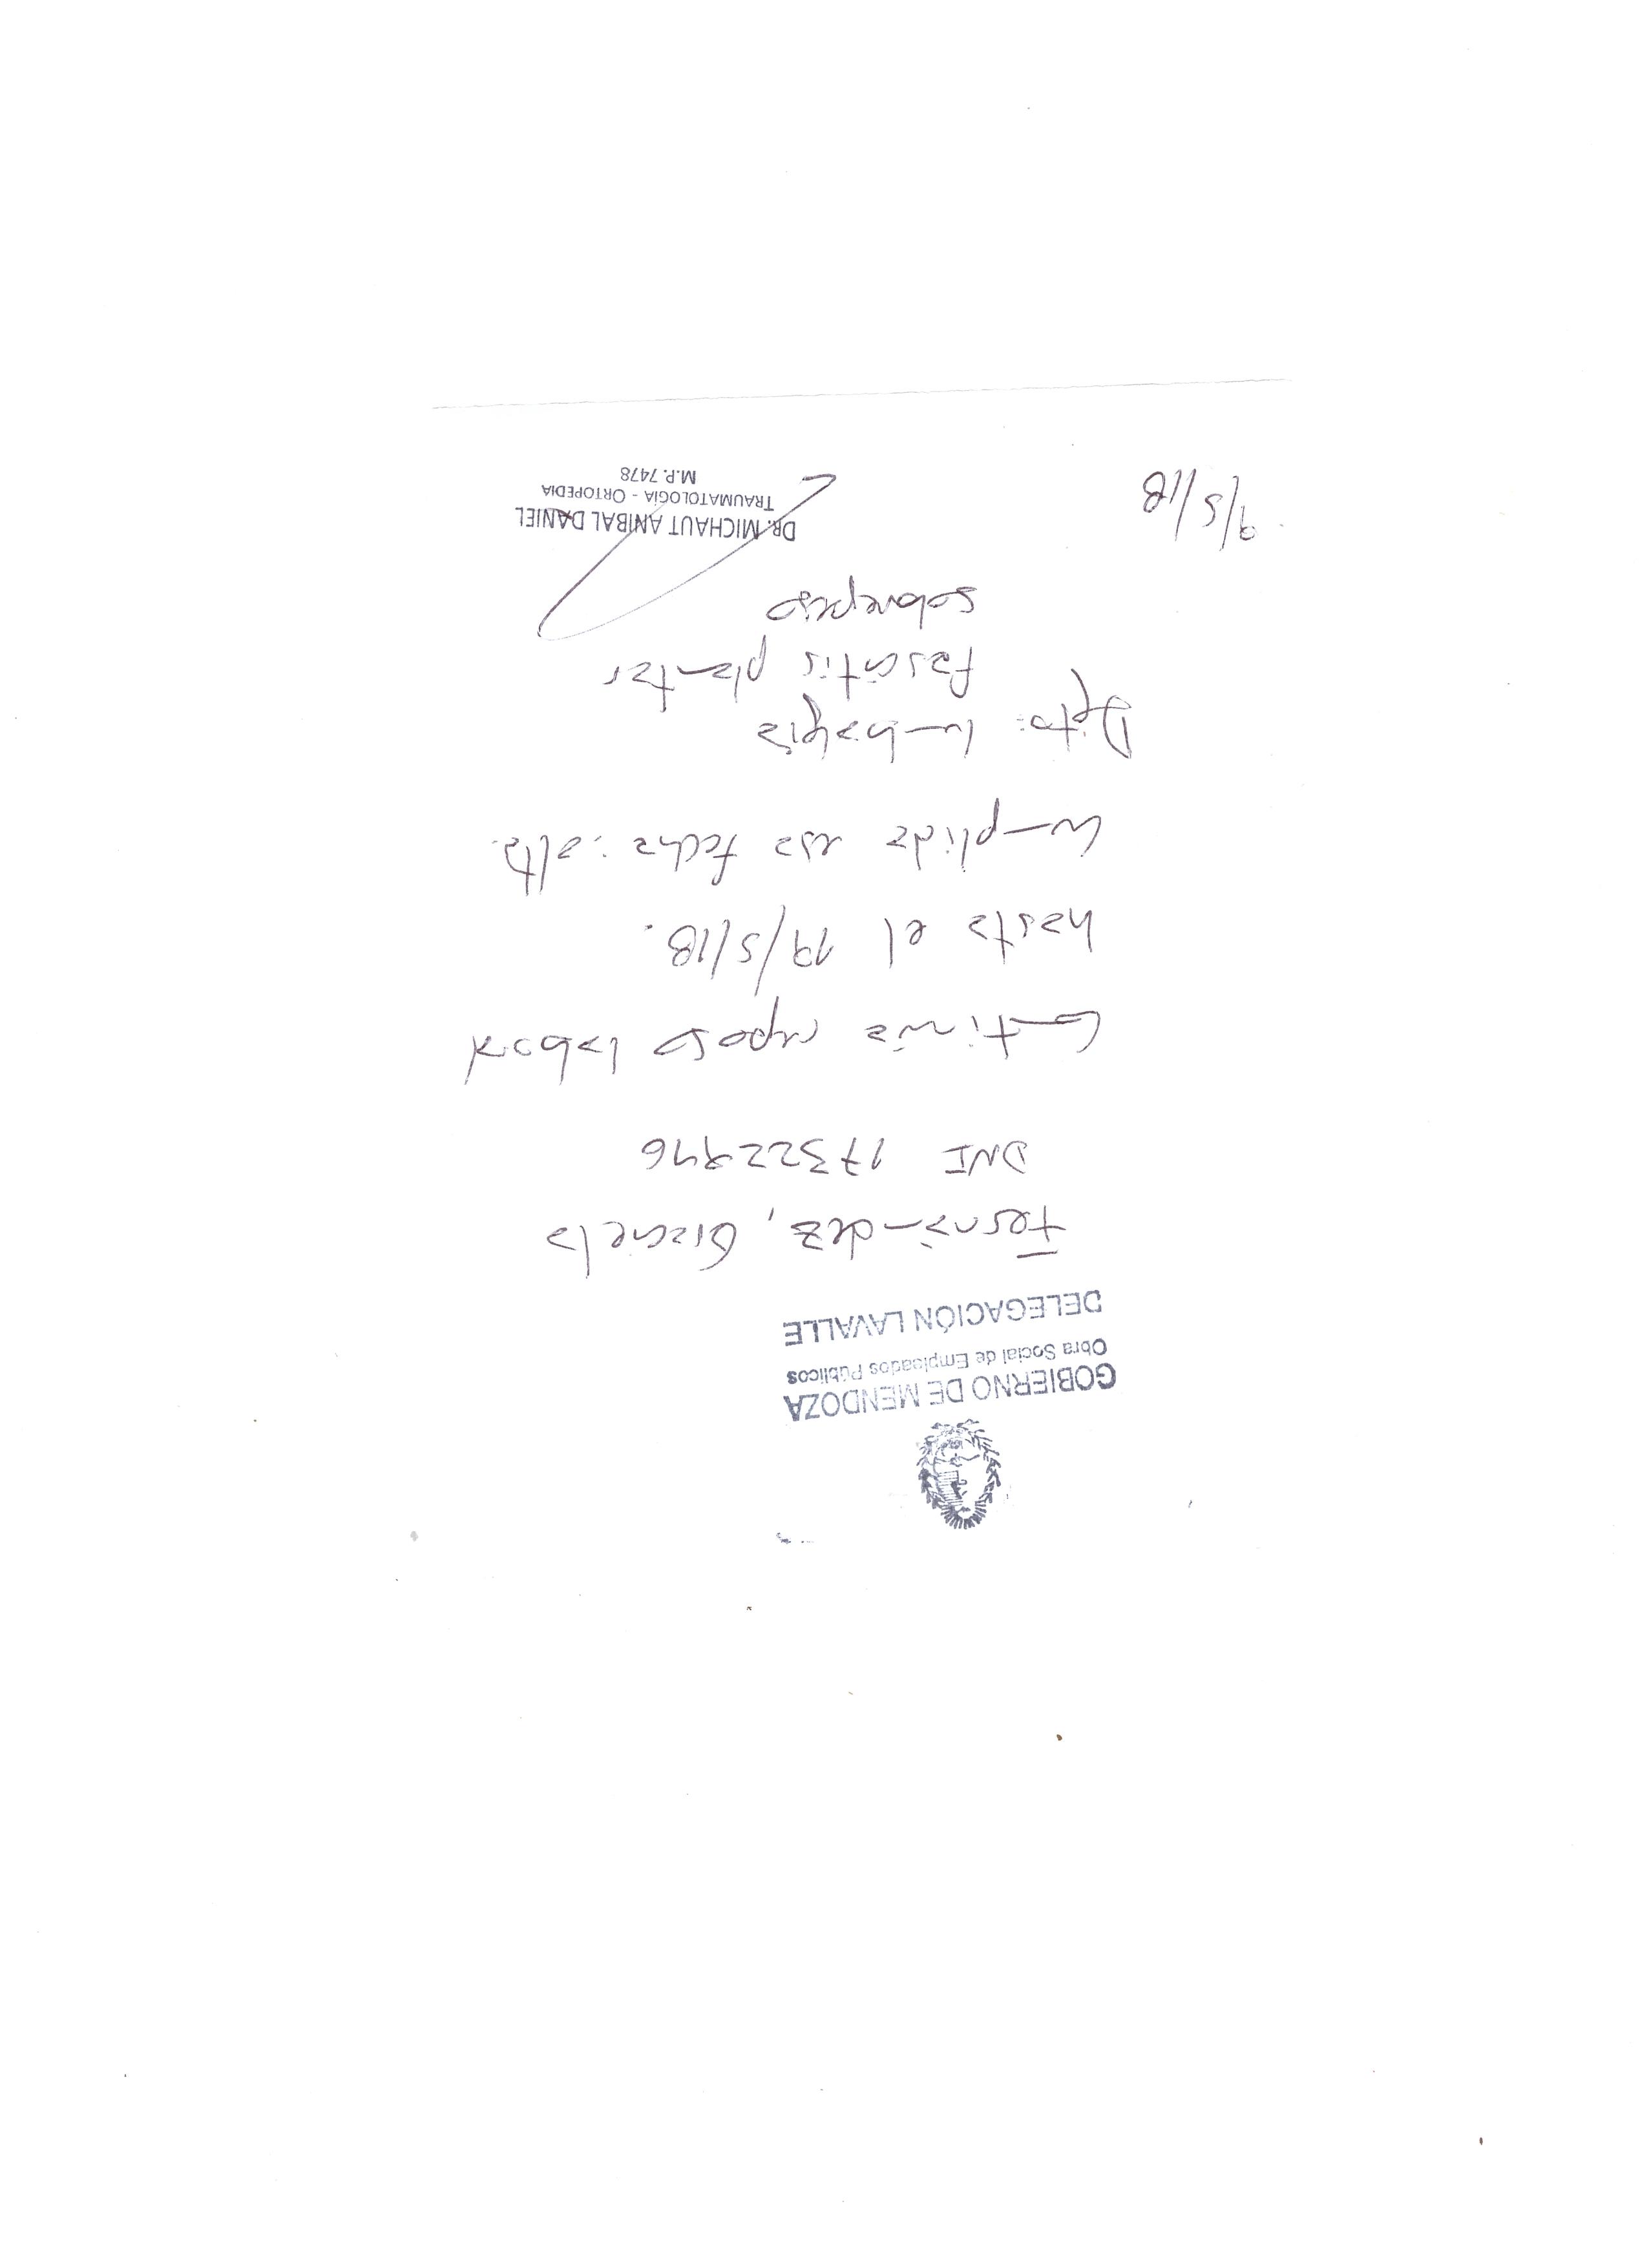 GOBIERNO DE MENDOZA
Obra Social de Empleados Públicos
DELEGACIÓN LAVALLE
Fernández, Graciela
DNI 17322976
Continúa reposo laboral
hasta el 19/5/18.
Cumplida esa fecha: alta.
Dgto: lumbalgia
fascitis plantar
sobrepeso
9/5/18
DR. MICHAUT ANIBAL DANIEL
TRAUMATOLOGÍA - ORTOPEDIA
M.P. 7478